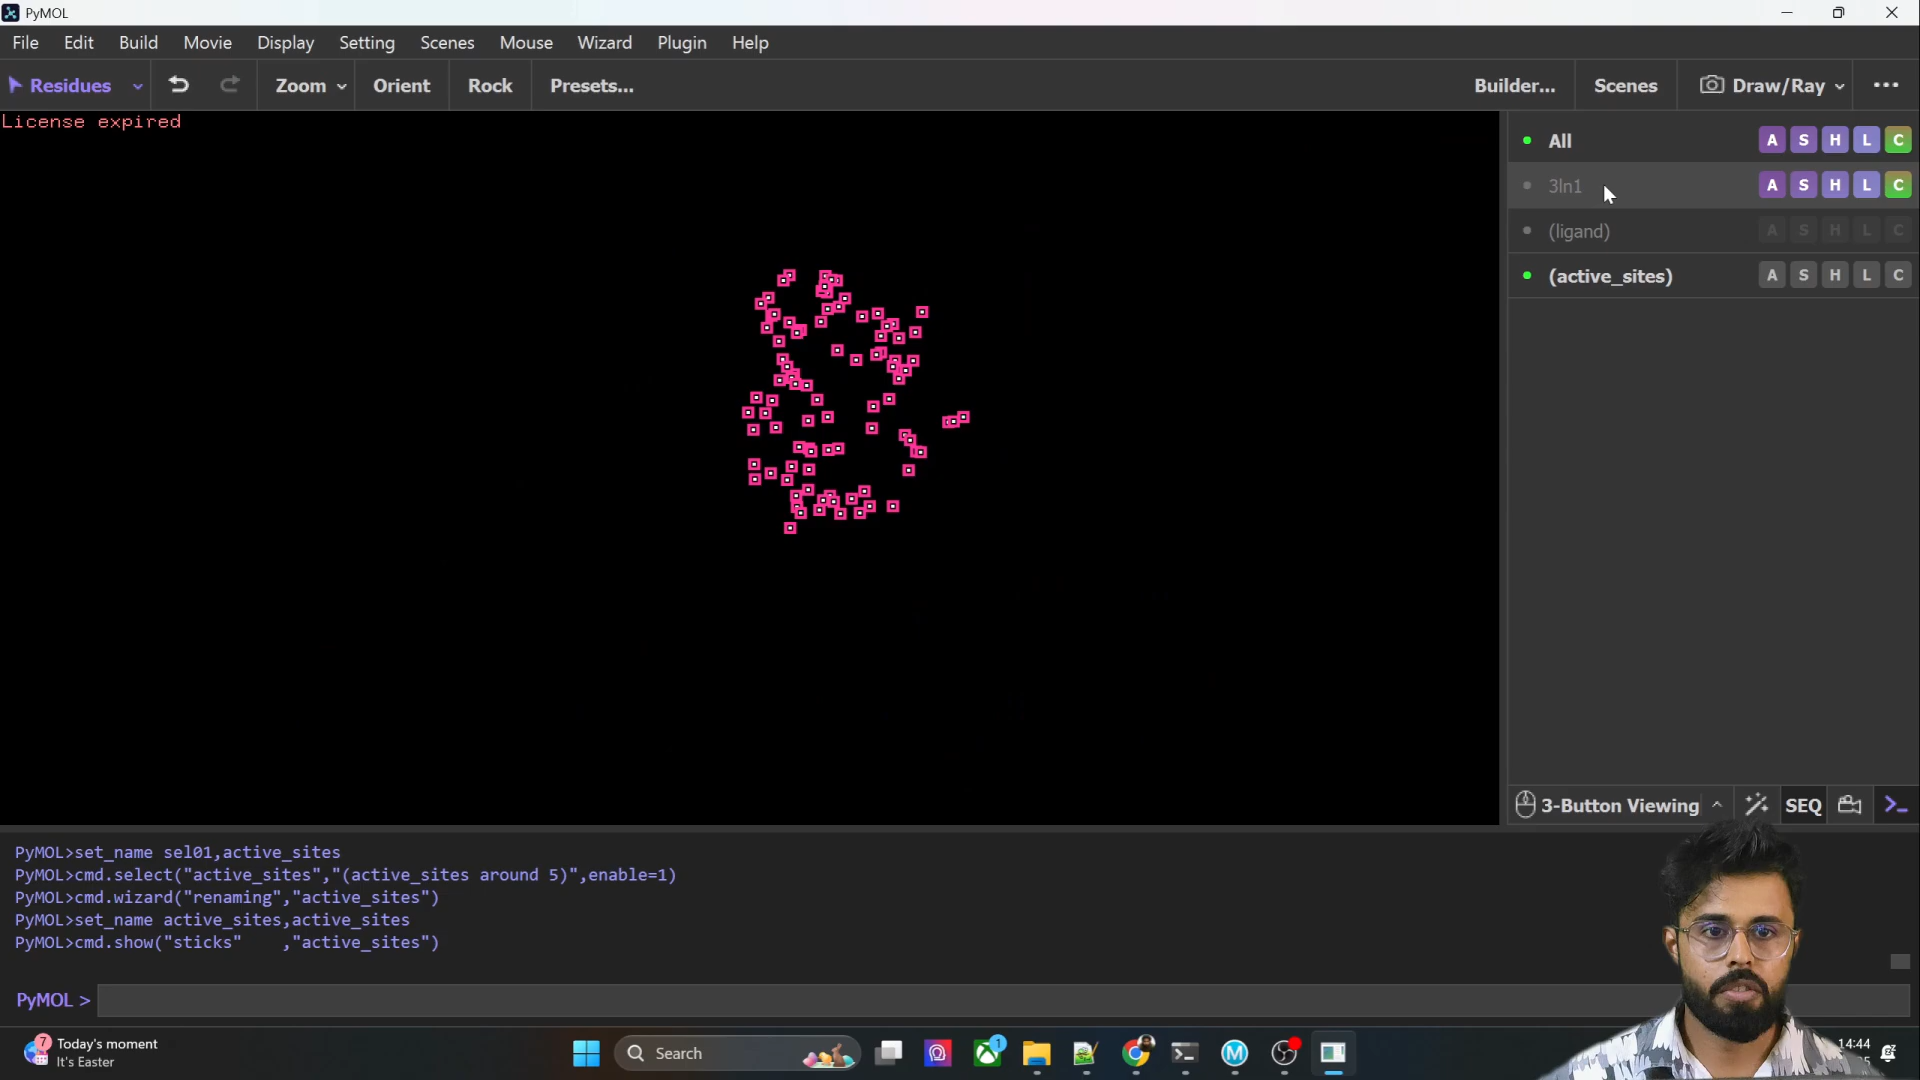 PyMOL
File Edit Build Movie Display Setting Scenes Mouse Wizard Plugin Help
Residues Zoom Orient Rock Presets... Builder... Scenes Draw/Ray
License expired
All A S H L C
3ln1 A S H L C
(ligand) A S H L C
(active_sites) A S H L C
3-Button Viewing SEQ
PyMOL>set_name sel01,active_sites
PyMOL>cmd.select("active_sites","(active_sites around 5)",enable=1)
PyMOL>cmd.wizard("renaming","active_sites")
PyMOL>set_name active_sites,active_sites
PyMOL>cmd.show("sticks"    ,"active_sites")
PyMOL >
7 Today's moment
It's Easter
Search
1
14:44